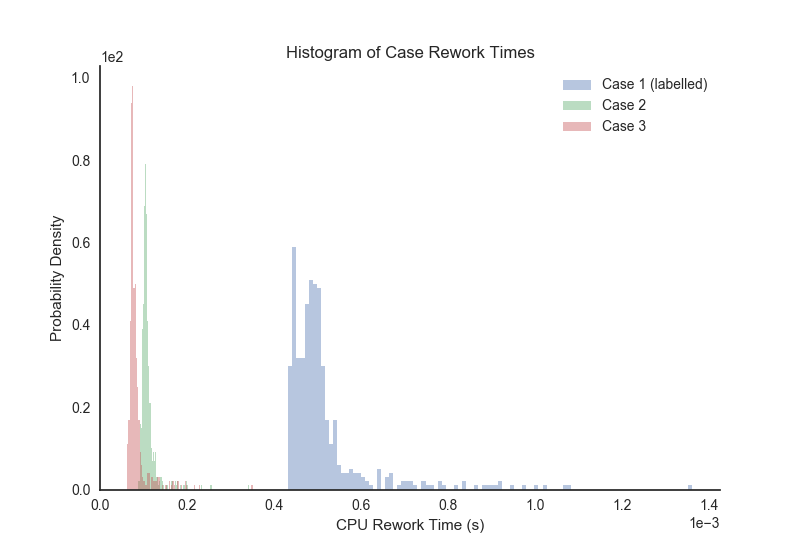 Histogram of Case Rework Times
1e2
Case 1 (labelled)
Case 2
Case 3
Probability Density
1.0
0.8
0.6
0.4
0.2
0.0
0.0 0.2 0.4 0.6 0.8 1.0 1.2 1.4
CPU Rework Time (s)
1e−3